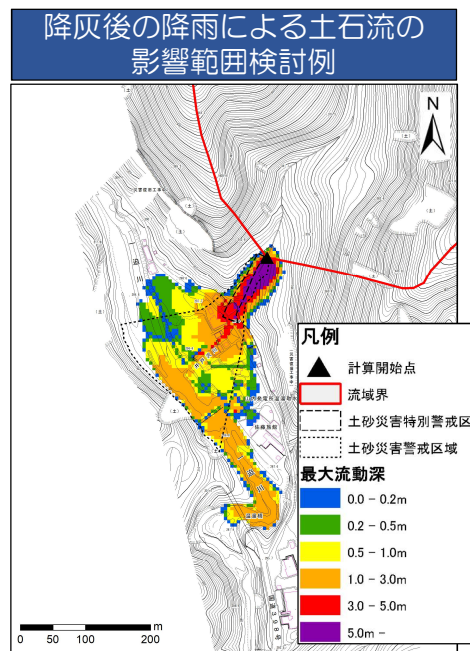 降灰後の降雨による土石流の
影響範囲検討例
N
凡例
計算開始点
流域界
土砂災害特別警戒区
土砂災害警戒区域
最大流動深
0.0 - 0.2m
0.2 - 0.5m
0.5 - 1.0m
1.0 - 3.0m
3.0 - 5.0m
5.0m -
m
0 50 100 200